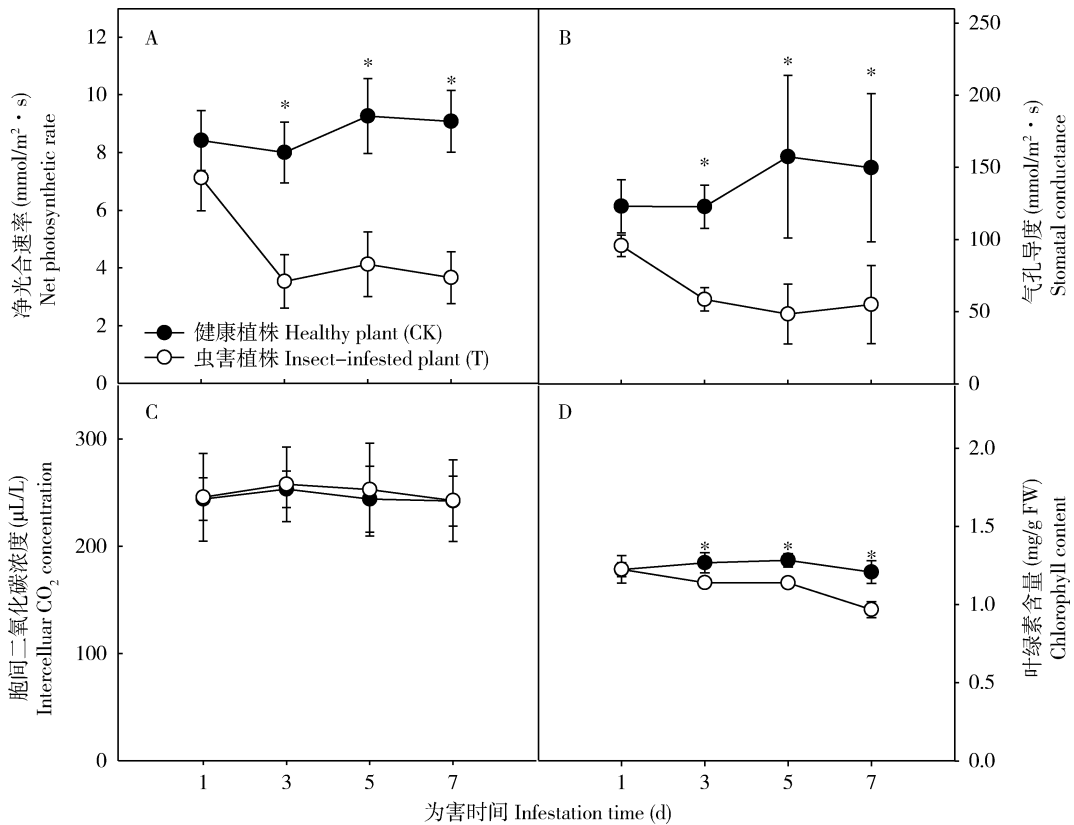 A
B
12
10
8
6
4
2
0
净光合速率 (mmol/m²·s)
Net photosynthetic rate
*
*
*
健康植株 Healthy plant (CK)
虫害植株 Insect-infested plant (T)
*
*
*
250
200
150
100
50
0
气孔导度 (mmol/m²·s)
Stomatal conductance
C
D
300
200
100
0
胞间二氧化碳浓度 (μL/L)
Intercelluar CO₂ concentration
*
*
*
2.0
1.5
1.0
0.5
0.0
叶绿素含量 (mg/g FW)
Chlorophyll content
1 3 5 7
1 3 5 7
为害时间 Infestation time (d)